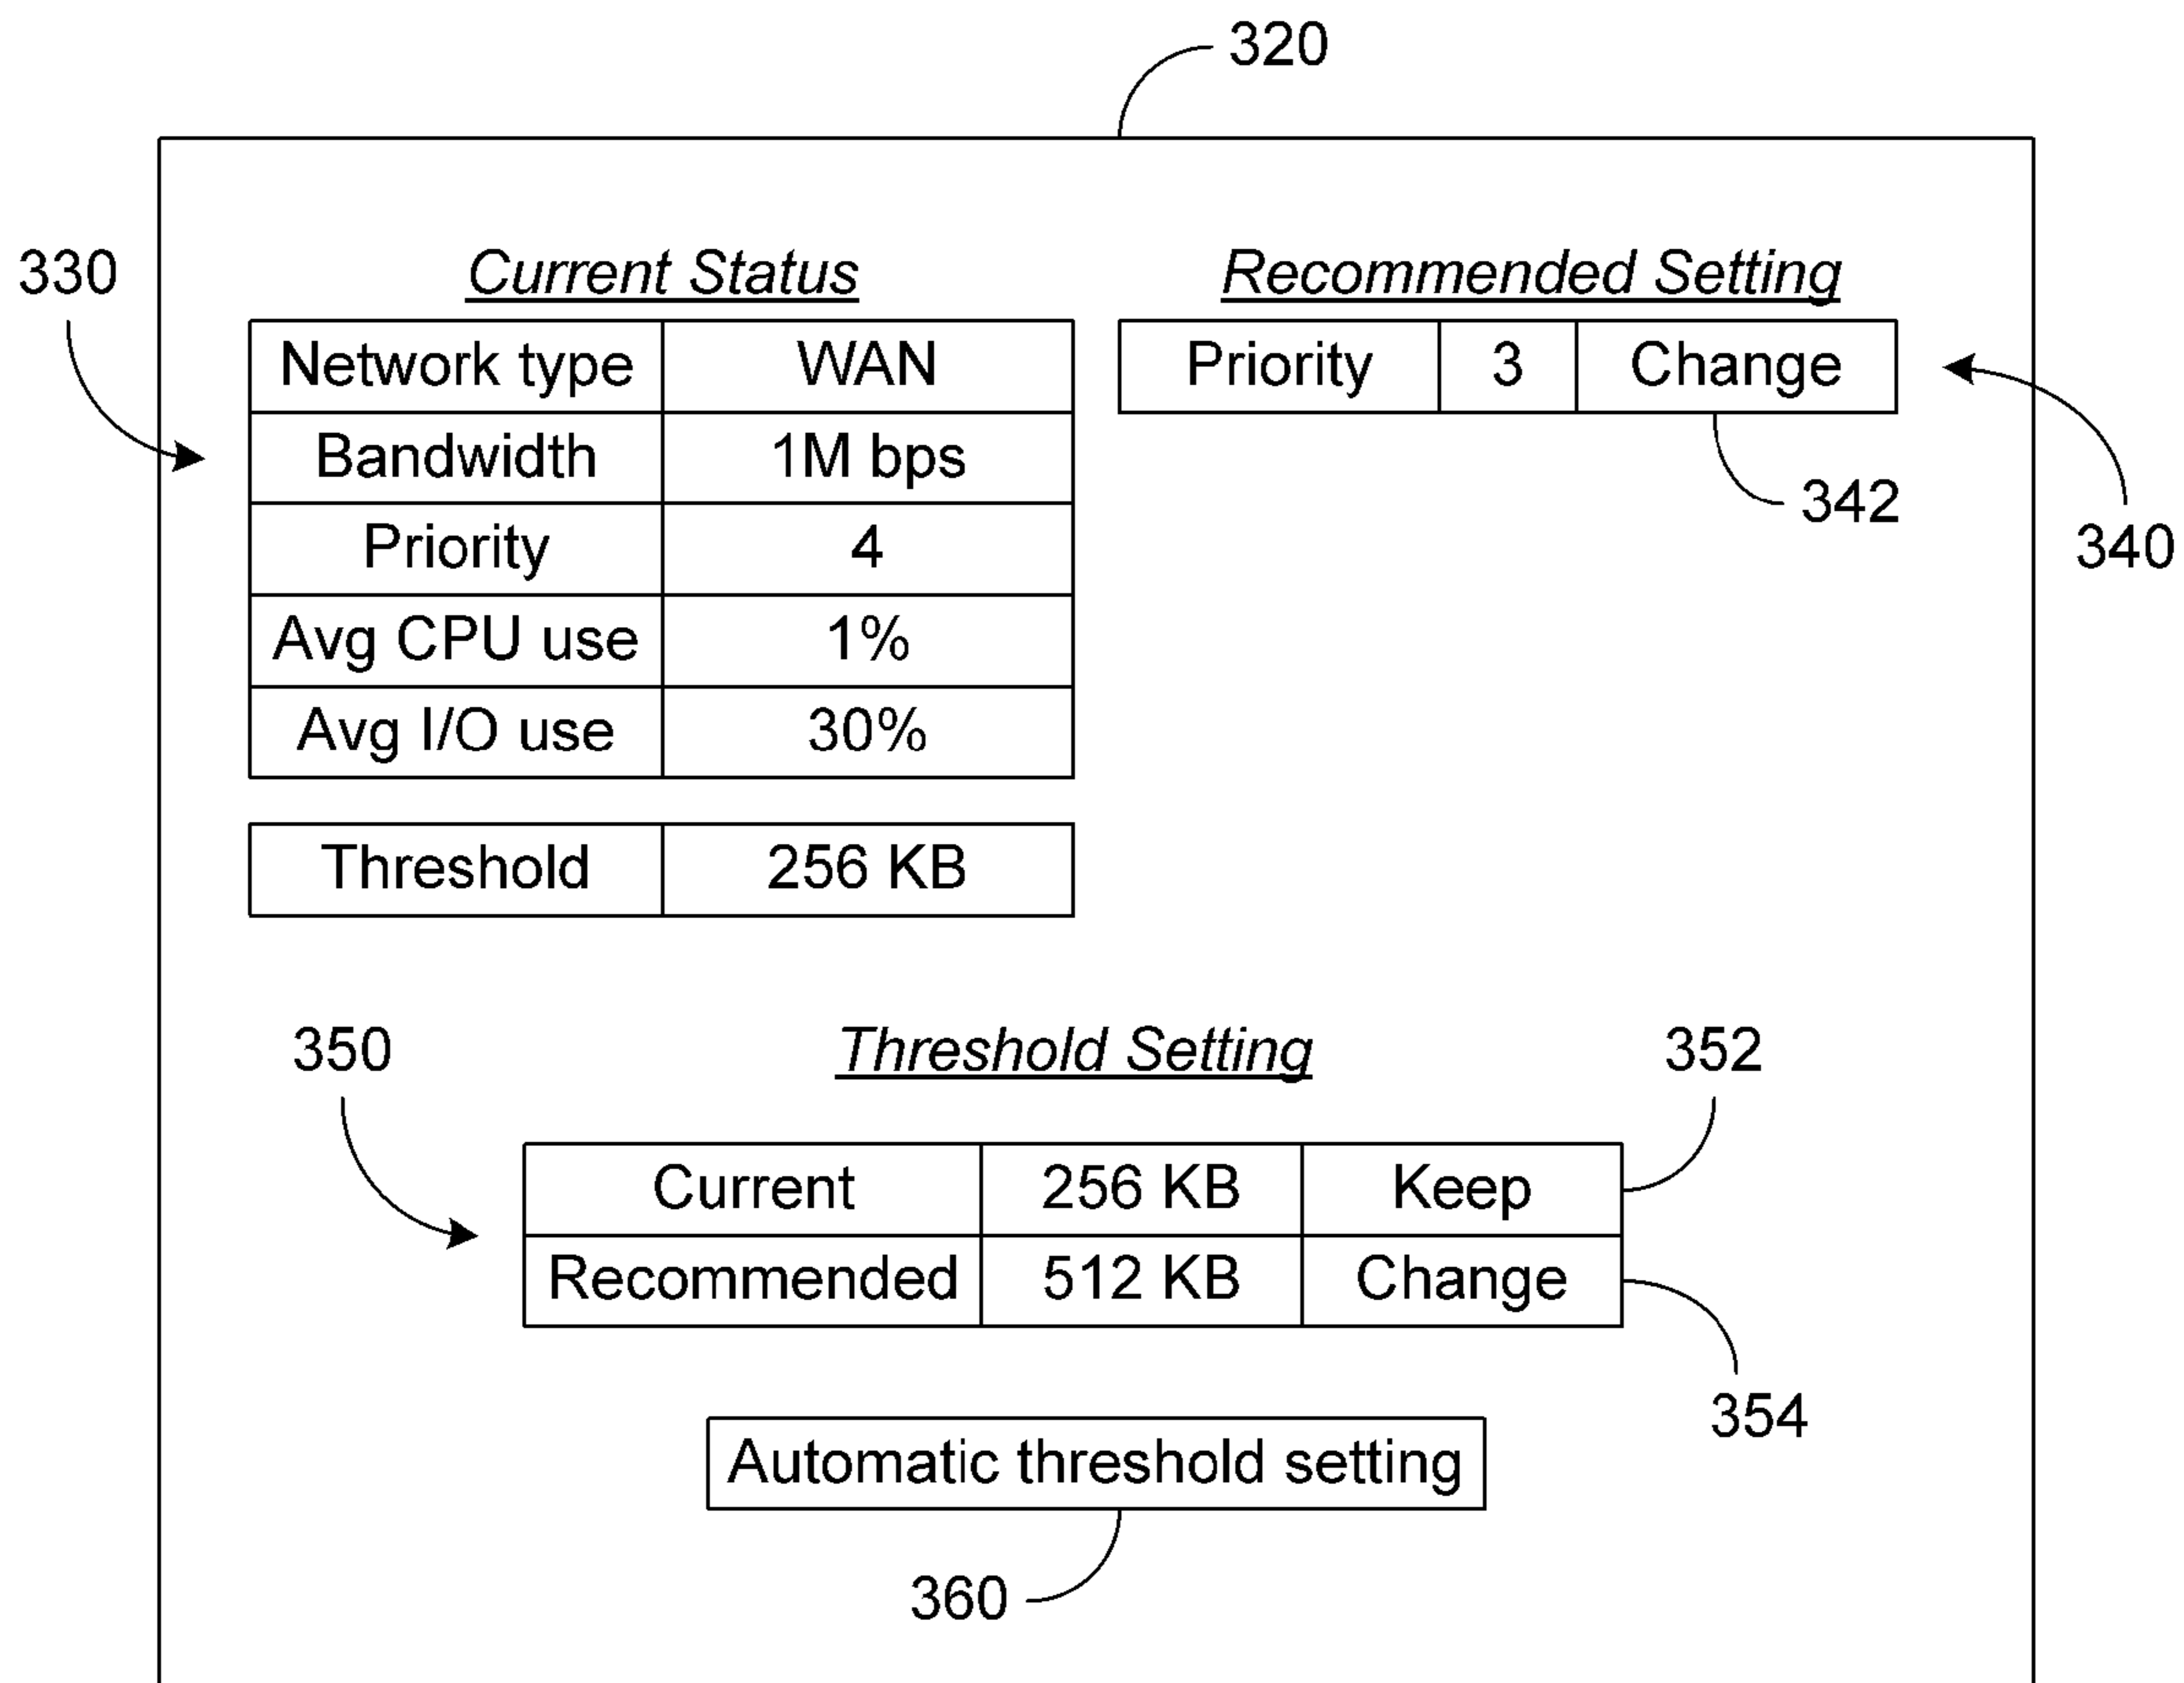 320
330
Current Status
Recommended Setting
Network type WAN
Priority 3 Change
Bandwidth 1M bps
342
Priority 4
340
Avg CPU use 1%
Avg I/O use 30%
Threshold 256 KB
350
Threshold Setting
352
Current 256 KB Keep
Recommended 512 KB Change
354
Automatic threshold setting
360